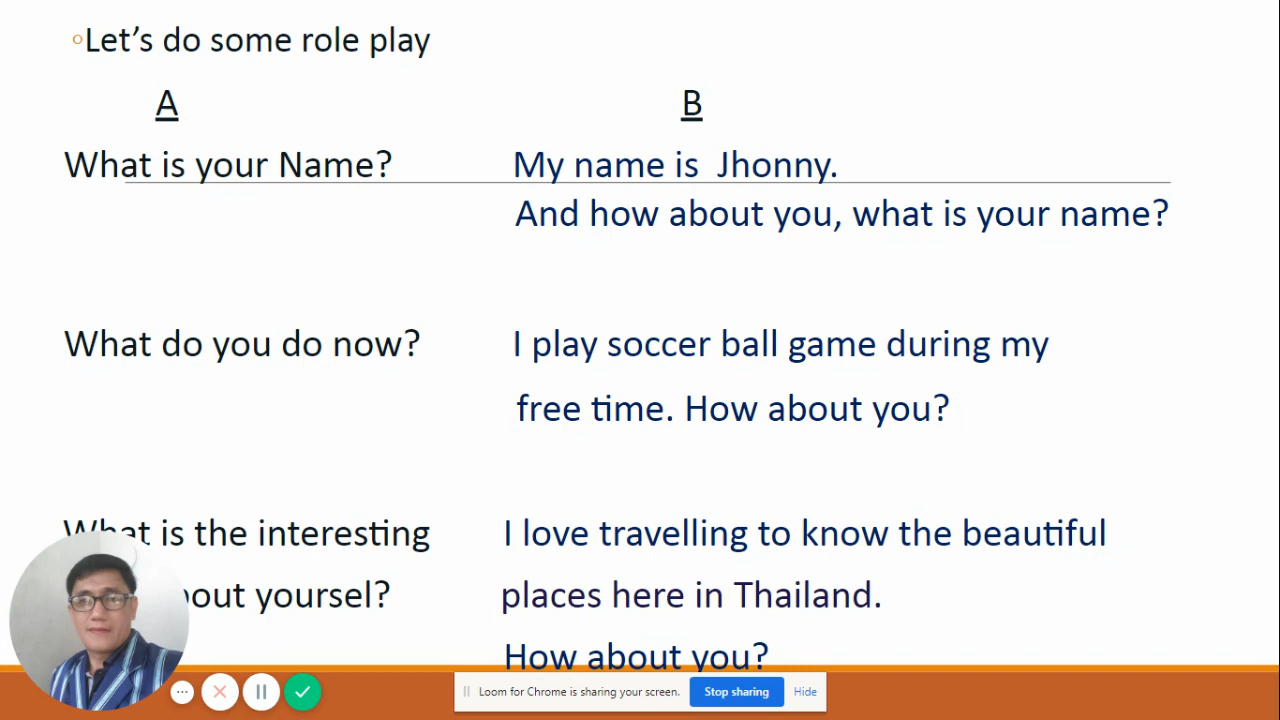 Let's do some role play
A B
What is your Name? My name is Jhonny.
And how about you, what is your name?
What do you do now? I play soccer ball game during my
free time. How about you?
What is the interesting I love travelling to know the beautiful
yoursel? places here in Thailand.
How about you?
Loom for Chrome is sharing your screen. Stop sharing Hide